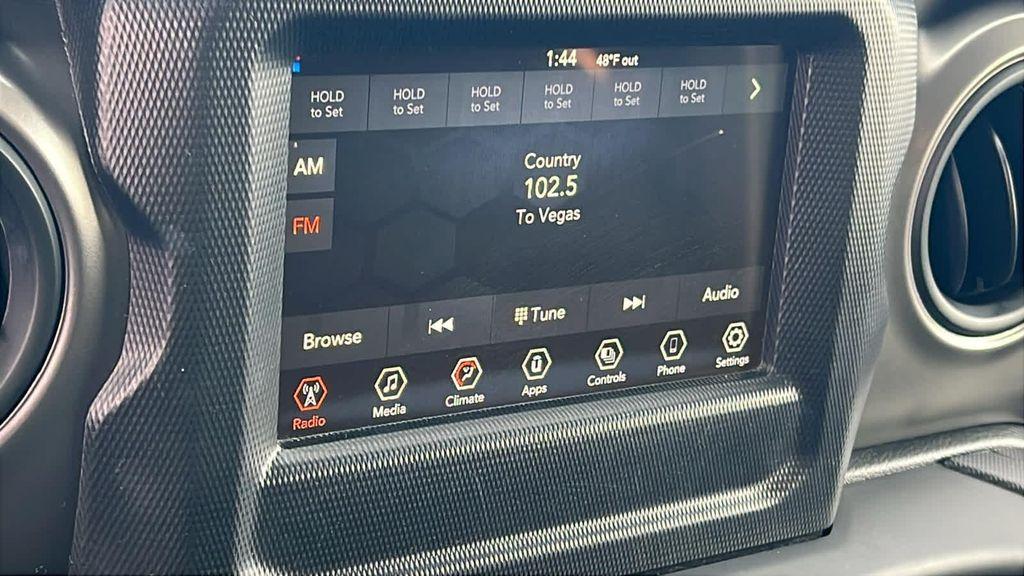 1:44 48°F out
HOLD to Set
HOLD to Set
HOLD to Set
HOLD to Set
HOLD to Set
HOLD to Set
AM
FM
Country
102.5
To Vegas
Browse
Tune
Audio
Radio
Media
Climate
Apps
Controls
Phone
Settings